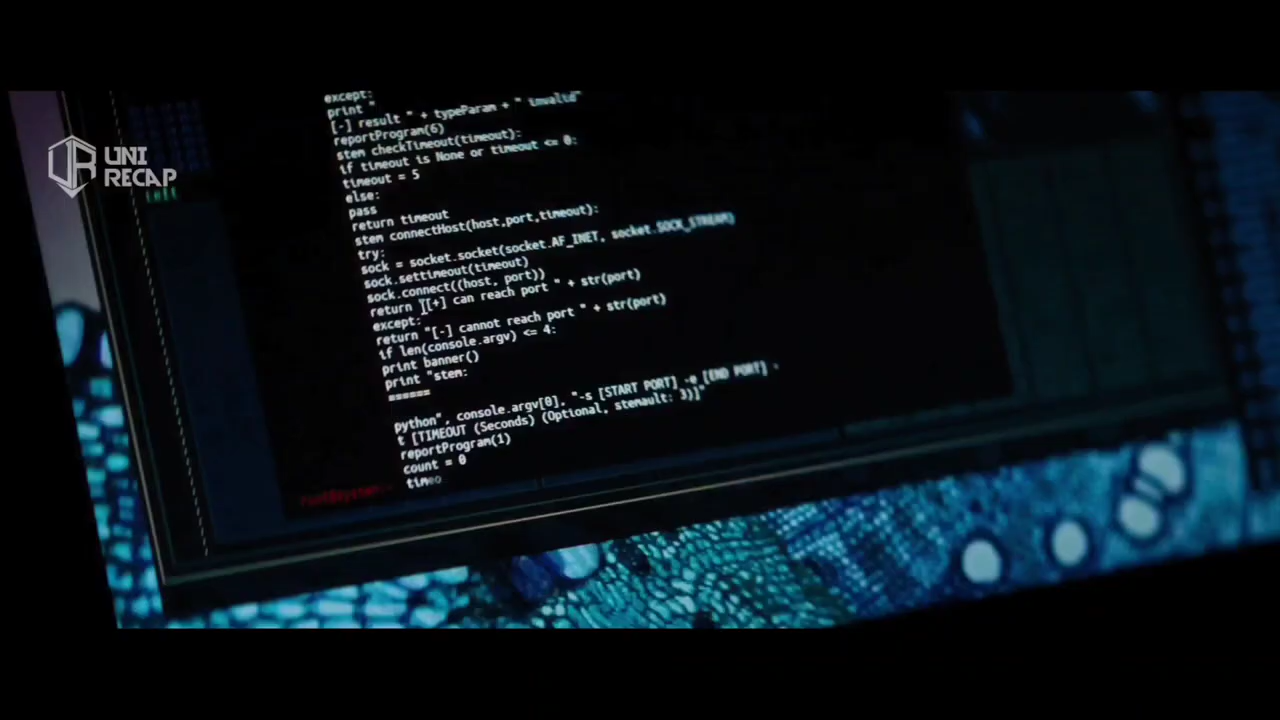 UNI
RECAP
except:
print "
[-] result " + typeParam + " invalid"
reportProgram(6)
stem checkTimeout(timeout):
if timeout is None or timeout <= 0:
timeout = 5
else:
pass
return timeout
stem connectHost(host,port,timeout):
try:
sock = socket.socket(socket.AF_INET, socket.SOCK_STREAM)
sock.settimeout(timeout)
sock.connect((host, port))
return "[+] can reach port " + str(port)
except:
return "[-] cannot reach port " + str(port)
if len(console.argv) <= 4:
print banner()
print "stem:
======
python", console.argv[0], "-s [START PORT] -e [END PORT] -
t [TIMEOUT (Seconds) (Optional, stemault: 3)]"
reportProgram(1)
count = 0
timeo